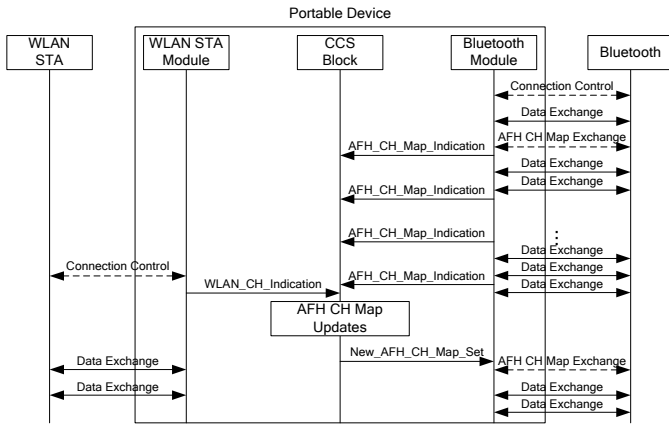 Portable Device
WLAN
STA
WLAN STA
Module
CCS
Block
Bluetooth
Module
Bluetooth
Connection Control
Data Exchange
AFH CH Map Exchange
AFH_CH_Map_Indication
Data Exchange
Data Exchange
AFH_CH_Map_Indication
AFH_CH_Map_Indication
Data Exchange
Connection Control
AFH_CH_Map_Indication
Data Exchange
WLAN_CH_Indication
Data Exchange
AFH CH Map
Updates
New_AFH_CH_Map_Set
Data Exchange
AFH CH Map Exchange
Data Exchange
Data Exchange
Data Exchange